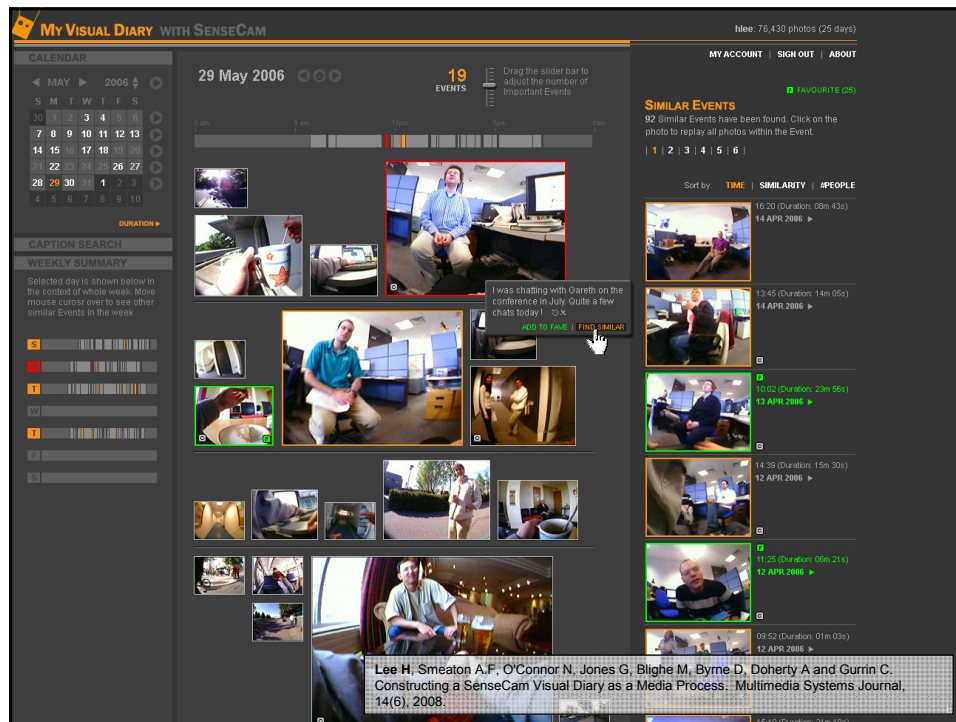 MY VISUAL DIARY WITH SENSECAM
hlee: 76,430 photos (25 days)
MY ACCOUNT | SIGN OUT | ABOUT
CALENDAR
MAY 2006
S M T W T F S
30 1 2 3 4 5 6
7 8 9 10 11 12 13
14 15 16 17 18 19 20
21 22 23 24 25 26 27
28 29 30 31 1 2 3
4 5 6 7 8 9 10
DURATION
CAPTION SEARCH
WEEKLY SUMMARY
Selected day is shown below in
the context of whole week. Move
mouse curosr over to see other
similar Events in the week
S
M
T
W
T
F
S
29 May 2006
19
EVENTS
Drag the slider bar to
adjust the number of
Important Events
0 am 5 am 12pm 5pm 0am
C
I was chatting with Gareth on the
conference in July. Quite a few
chats today !
ADD TO FAVE | FIND SIMILAR
C F
C
C
F FAVOURITE (25)
SIMILAR EVENTS
92 Similar Events have been found. Click on the
photo to replay all photos within the Event.
| 1 | 2 | 3 | 4 | 5 | 6 |
Sort by: TIME | SIMILARITY | #PEOPLE
16:20 (Duration: 08m 43s)
14 APR 2006
13:45 (Duration: 14m 05s)
14 APR 2006
C
F
10:02 (Duration: 23m 56s)
13 APR 2006
C
14:39 (Duration: 15m 30s)
12 APR 2006
C
F
11:25 (Duration: 06m 21s)
12 APR 2006
C
09:52 (Duration: 01m 03s)
12 APR 2006
Lee H, Smeaton A.F, O'Connor N, Jones G, Blighe M, Byrne D, Doherty A and Gurrin C.
Constructing a SenseCam Visual Diary as a Media Process. Multimedia Systems Journal,
14(6), 2008.